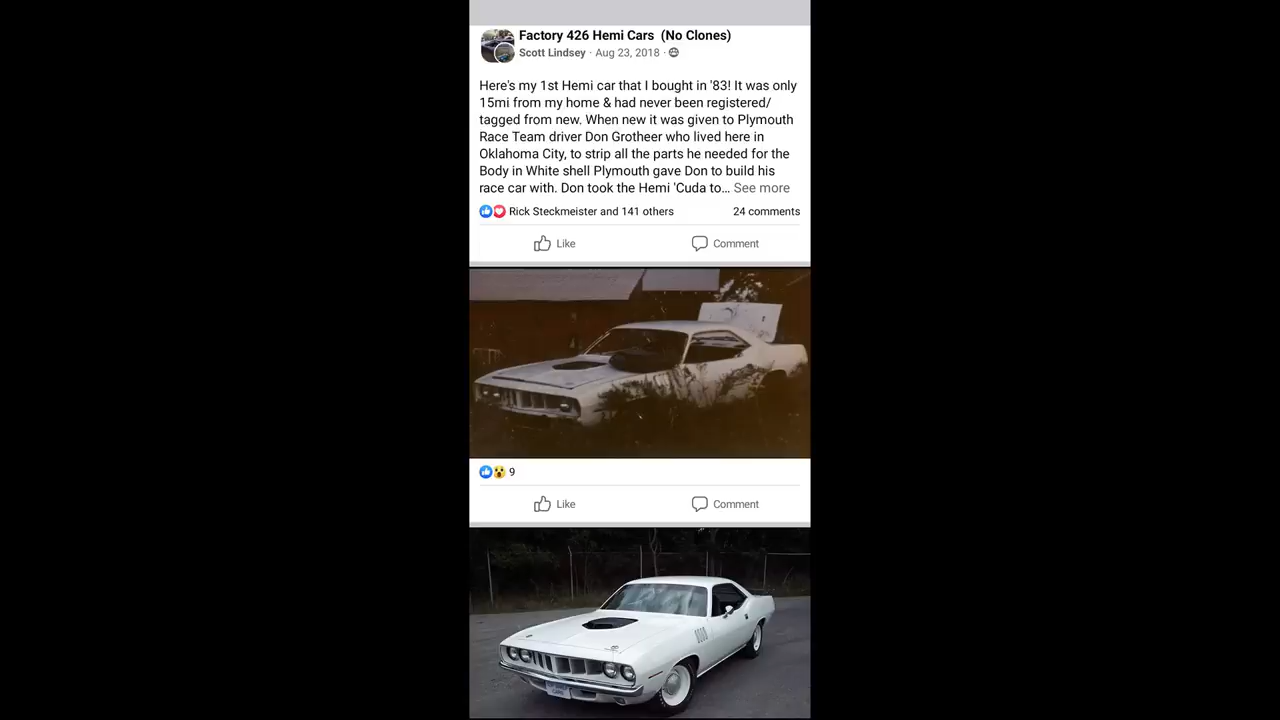 Factory 426 Hemi Cars (No Clones)
Scott Lindsey · Aug 23, 2018 ·
Here's my 1st Hemi car that I bought in '83! It was only
15mi from my home & had never been registered/
tagged from new. When new it was given to Plymouth
Race Team driver Don Grotheer who lived here in
Oklahoma City, to strip all the parts he needed for the
Body in White shell Plymouth gave Don to build his
race car with. Don took the Hemi 'Cuda to... See more
Rick Steckmeister and 141 others 24 comments
Like Comment
9
Like Comment